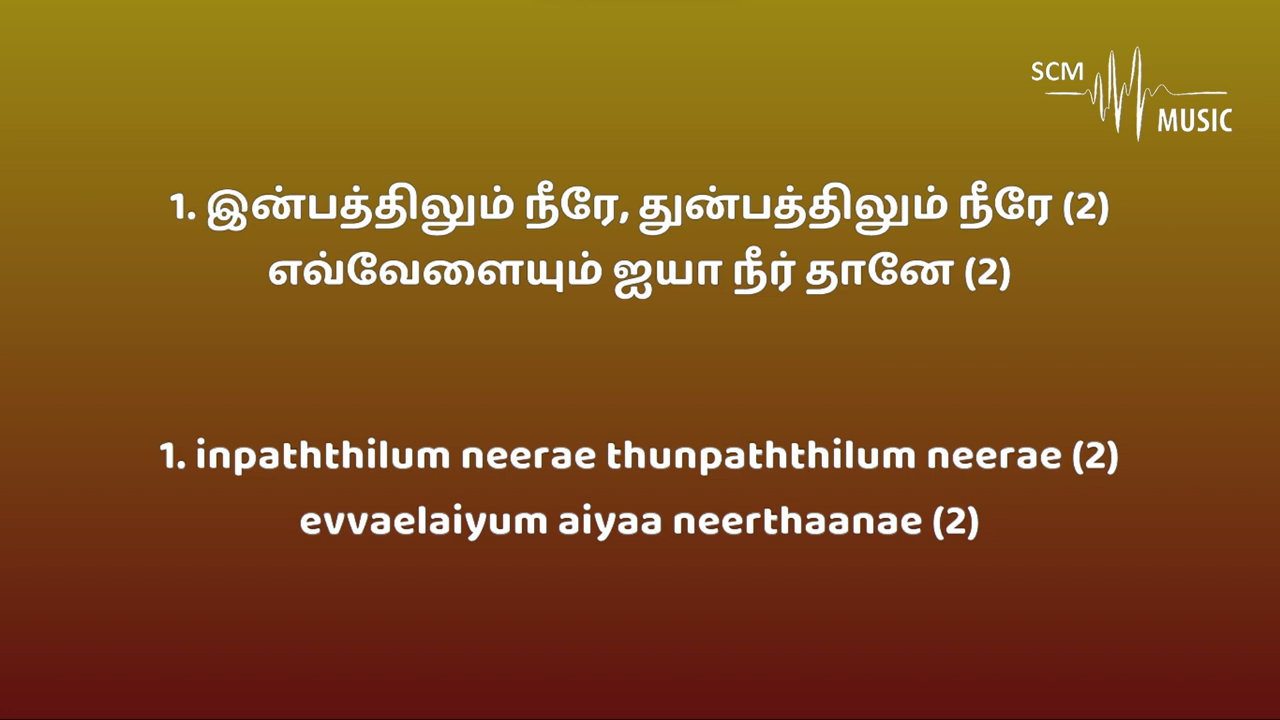 SCM
MUSIC
1. இன்பத்திலும் நீரே, துன்பத்திலும் நீரே (2)
எவ்வேளையும் ஐயா நீர் தானே (2)
1. inpaththilum neerae thunpaththilum neerae (2)
evvaelaiyum aiyaa neerthaanae (2)